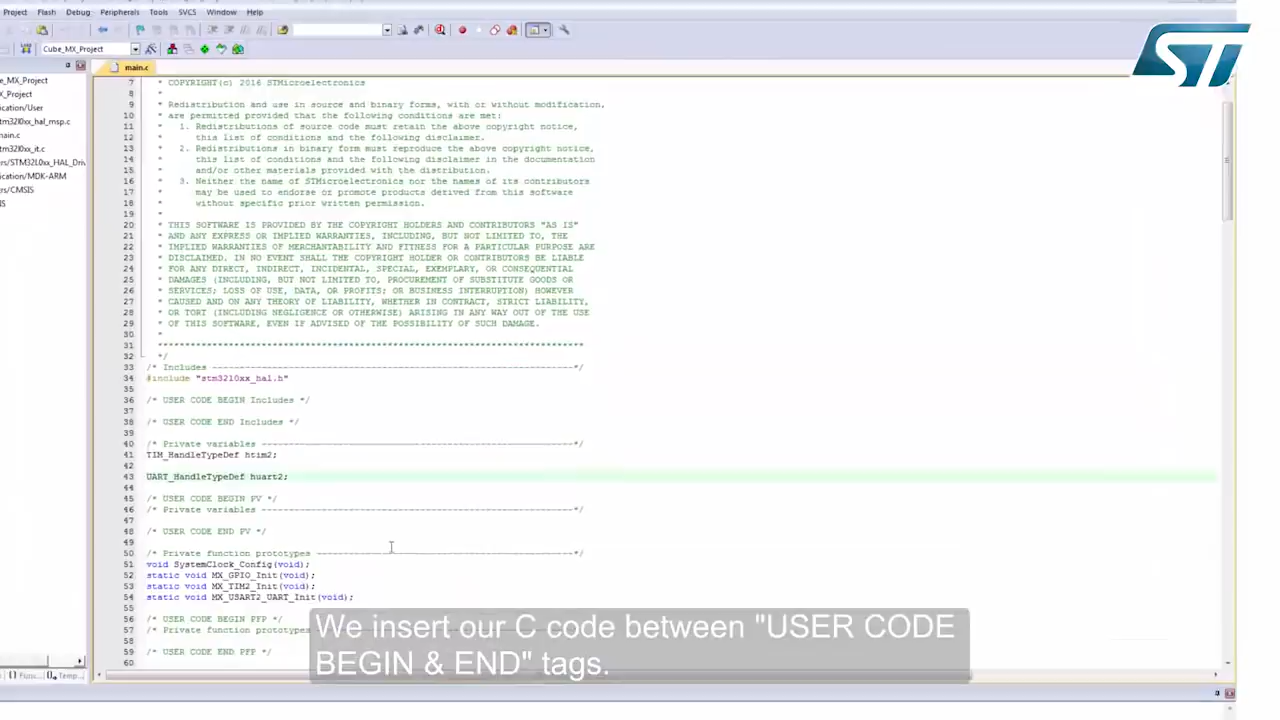 Project Flash Debug Peripherals Tools SVCS Window Help
Cube_MX_Project
e_MX_Project
X_Project
ication/User
tm32l0xx_hal_msp.c
nain.c
tm32l0xx_it.c
ers/STM32L0xx_HAL_Driv
ication/MDK-ARM
ers/CMSIS
IS
main.c
7 * COPYRIGHT(c) 2016 STMicroelectronics
8 *
9 * Redistribution and use in source and binary forms, with or without modification,
10 * are permitted provided that the following conditions are met:
11 * 1. Redistributions of source code must retain the above copyright notice,
12 * this list of conditions and the following disclaimer.
13 * 2. Redistributions in binary form must reproduce the above copyright notice,
14 * this list of conditions and the following disclaimer in the documentation
15 * and/or other materials provided with the distribution.
16 * 3. Neither the name of STMicroelectronics nor the names of its contributors
17 * may be used to endorse or promote products derived from this software
18 * without specific prior written permission.
19 *
20 * THIS SOFTWARE IS PROVIDED BY THE COPYRIGHT HOLDERS AND CONTRIBUTORS "AS IS"
21 * AND ANY EXPRESS OR IMPLIED WARRANTIES, INCLUDING, BUT NOT LIMITED TO, THE
22 * IMPLIED WARRANTIES OF MERCHANTABILITY AND FITNESS FOR A PARTICULAR PURPOSE ARE
23 * DISCLAIMED. IN NO EVENT SHALL THE COPYRIGHT HOLDER OR CONTRIBUTORS BE LIABLE
24 * FOR ANY DIRECT, INDIRECT, INCIDENTAL, SPECIAL, EXEMPLARY, OR CONSEQUENTIAL
25 * DAMAGES (INCLUDING, BUT NOT LIMITED TO, PROCUREMENT OF SUBSTITUTE GOODS OR
26 * SERVICES; LOSS OF USE, DATA, OR PROFITS; OR BUSINESS INTERRUPTION) HOWEVER
27 * CAUSED AND ON ANY THEORY OF LIABILITY, WHETHER IN CONTRACT, STRICT LIABILITY,
28 * OR TORT (INCLUDING NEGLIGENCE OR OTHERWISE) ARISING IN ANY WAY OUT OF THE USE
29 * OF THIS SOFTWARE, EVEN IF ADVISED OF THE POSSIBILITY OF SUCH DAMAGE.
30 *
31 ******************************************************************************
32 */
33 /* Includes ------------------------------------------------------------------*/
34 #include "stm32l0xx_hal.h"
35
36 /* USER CODE BEGIN Includes */
37
38 /* USER CODE END Includes */
39
40 /* Private variables ---------------------------------------------------------*/
41 TIM_HandleTypeDef htim2;
42
43 UART_HandleTypeDef huart2;
44
45 /* USER CODE BEGIN PV */
46 /* Private variables ---------------------------------------------------------*/
47
48 /* USER CODE END PV */
49
50 /* Private function prototypes -----------------------------------------------*/
51 void SystemClock_Config(void);
52 static void MX_GPIO_Init(void);
53 static void MX_TIM2_Init(void);
54 static void MX_USART2_UART_Init(void);
55
56 /* USER CODE BEGIN PFP */
57 /* Private function prototypes
58
59 /* USER CODE END PFP */
60
We insert our C code between "USER CODE
BEGIN & END" tags.
Func...
Temp...
ST